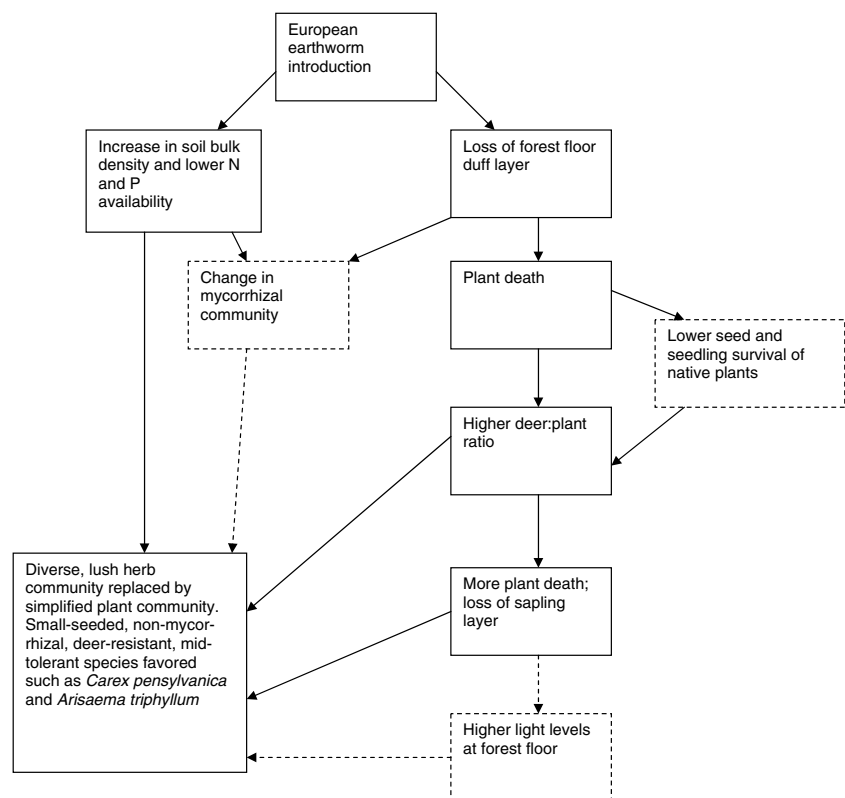 European
earthworm
introduction
Increase in soil bulk
density and lower N
and P
availability
Loss of forest floor
duff layer
Change in
mycorrhizal
community
Plant death
Lower seed and
seedling survival of
native plants
Higher deer:plant
ratio
Diverse, lush herb
community replaced by
simplified plant community.
Small-seeded, non-mycor-
rhizal, deer-resistant, mid-
tolerant species favored
such as Carex pensylvanica
and Arisaema triphyllum
More plant death;
loss of sapling
layer
Higher light levels
at forest floor